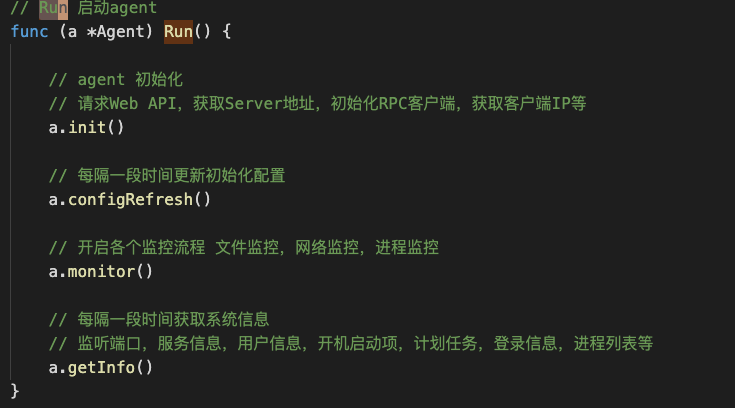 // Run 启动agent
func (a *Agent) Run() {
// agent 初始化
// 请求Web API，获取Server地址，初始化RPC客户端，获取客户端IP等
a.init()
// 每隔一段时间更新初始化配置
a.configRefresh()
// 开启各个监控流程 文件监控，网络监控，进程监控
a.monitor()
// 每隔一段时间获取系统信息
// 监听端口，服务信息，用户信息，开机启动项，计划任务，登录信息，进程列表等
a.getInfo()
}